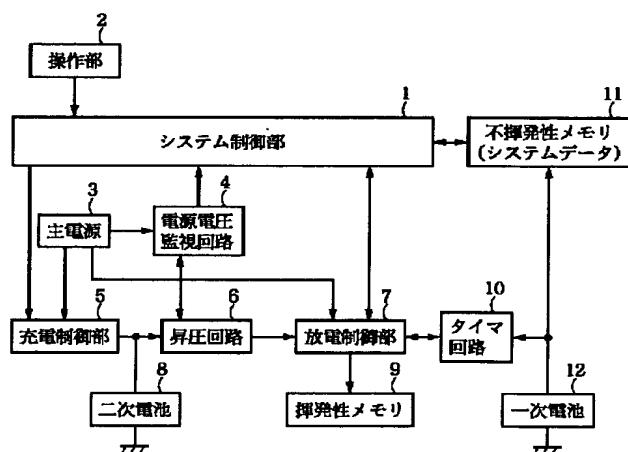 2
操作部
1
システム制御部
11
不揮発性メモリ
(システムデータ)
3
主電源
4
電源電圧
監視回路
5
充電制御部
6
昇圧回路
7
放電制御部
10
タイマ
回路
8
二次電池
9
揮発性メモリ
12
一次電池